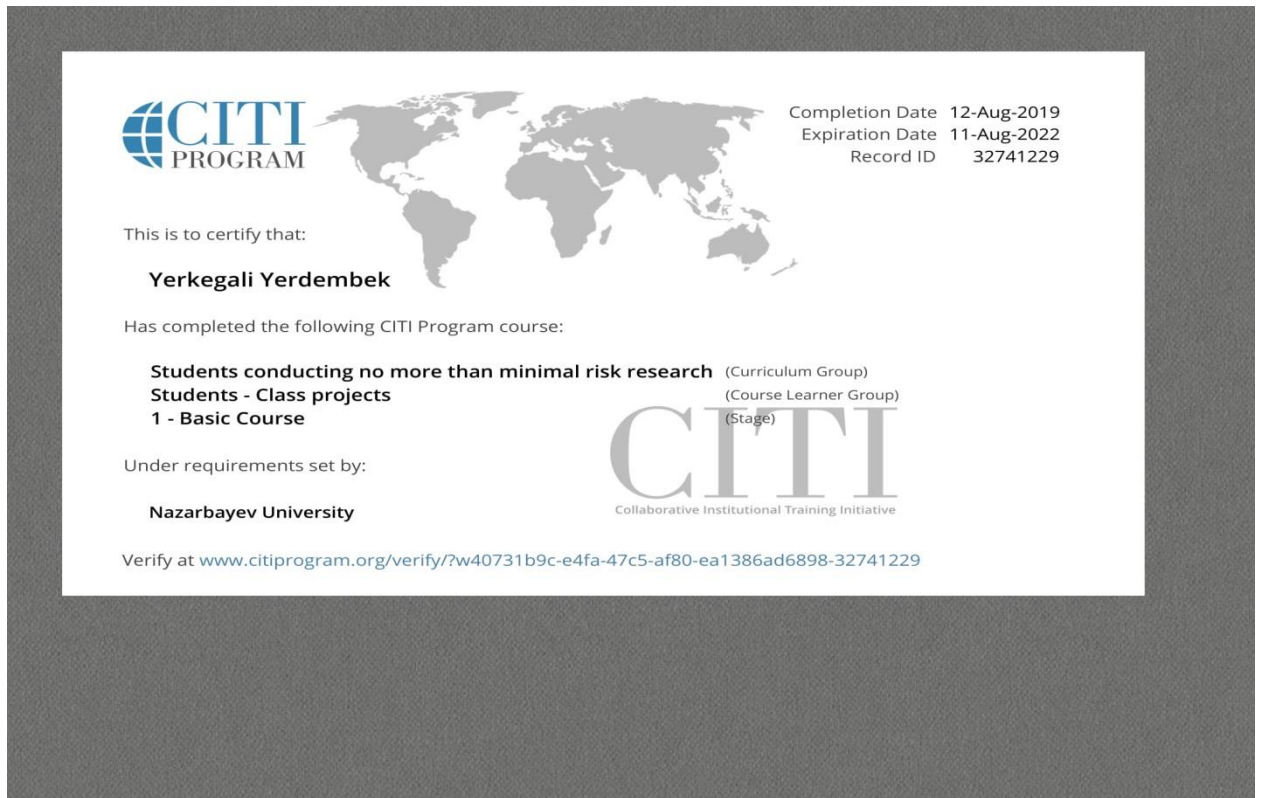 CITI
PROGRAM
Completion Date 12-Aug-2019
Expiration Date 11-Aug-2022
Record ID 32741229
This is to certify that:
Yerkegali Yerdembek
Has completed the following CITI Program course:
Students conducting no more than minimal risk research (Curriculum Group)
Students - Class projects (Course Learner Group)
1 - Basic Course (Stage)
Under requirements set by:
Nazarbayev University
CITI
Collaborative Institutional Training Initiative
Verify at www.citiprogram.org/verify/?w40731b9c-e4fa-47c5-af80-ea1386ad6898-32741229